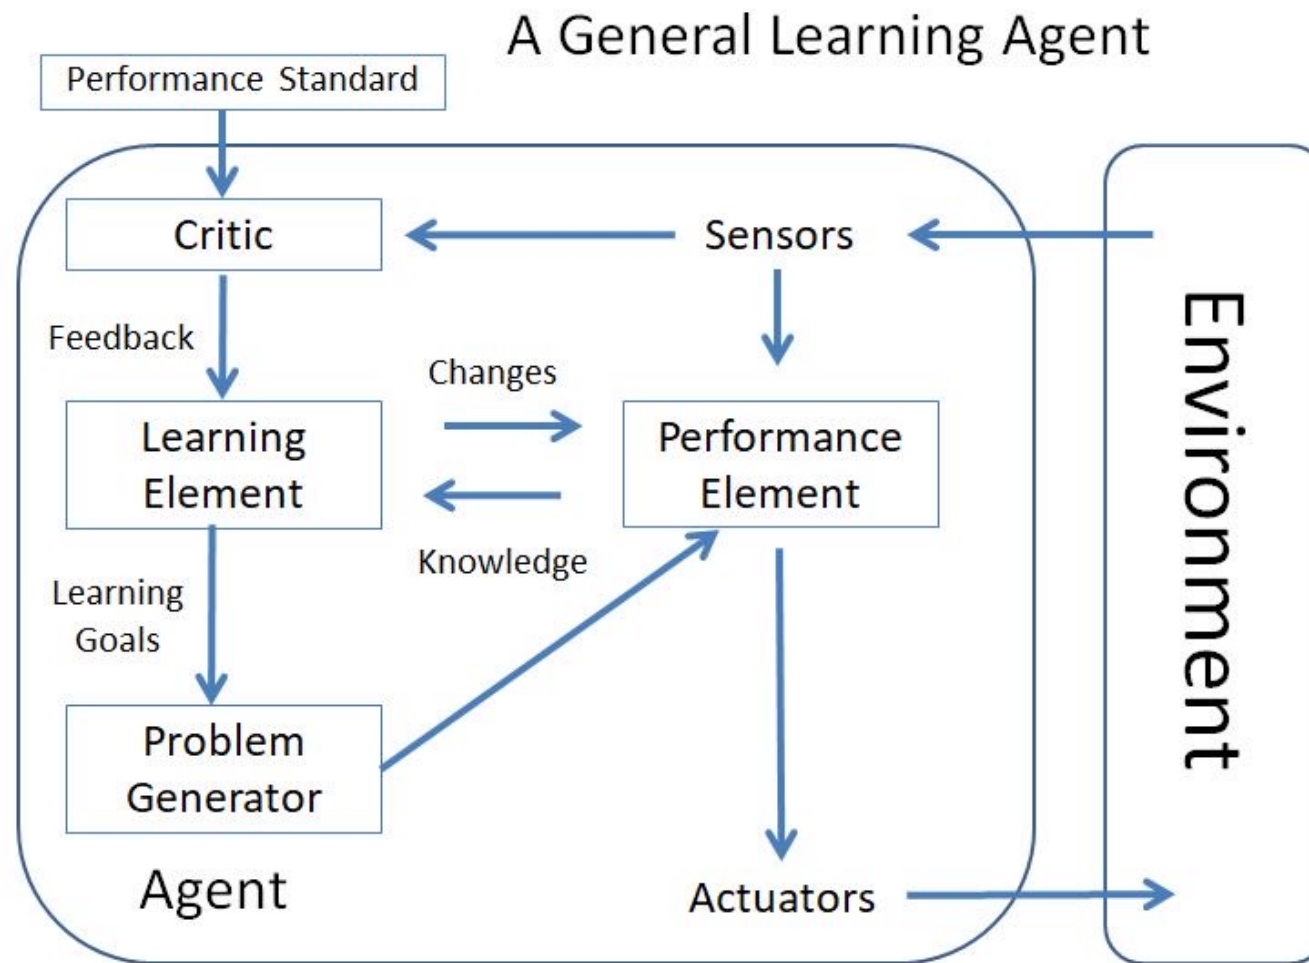 A General Learning Agent
Performance Standard
Critic
Sensors
Feedback
Changes
Learning
Element
Performance
Element
Knowledge
Learning
Goals
Problem
Generator
Agent
Actuators
Environment